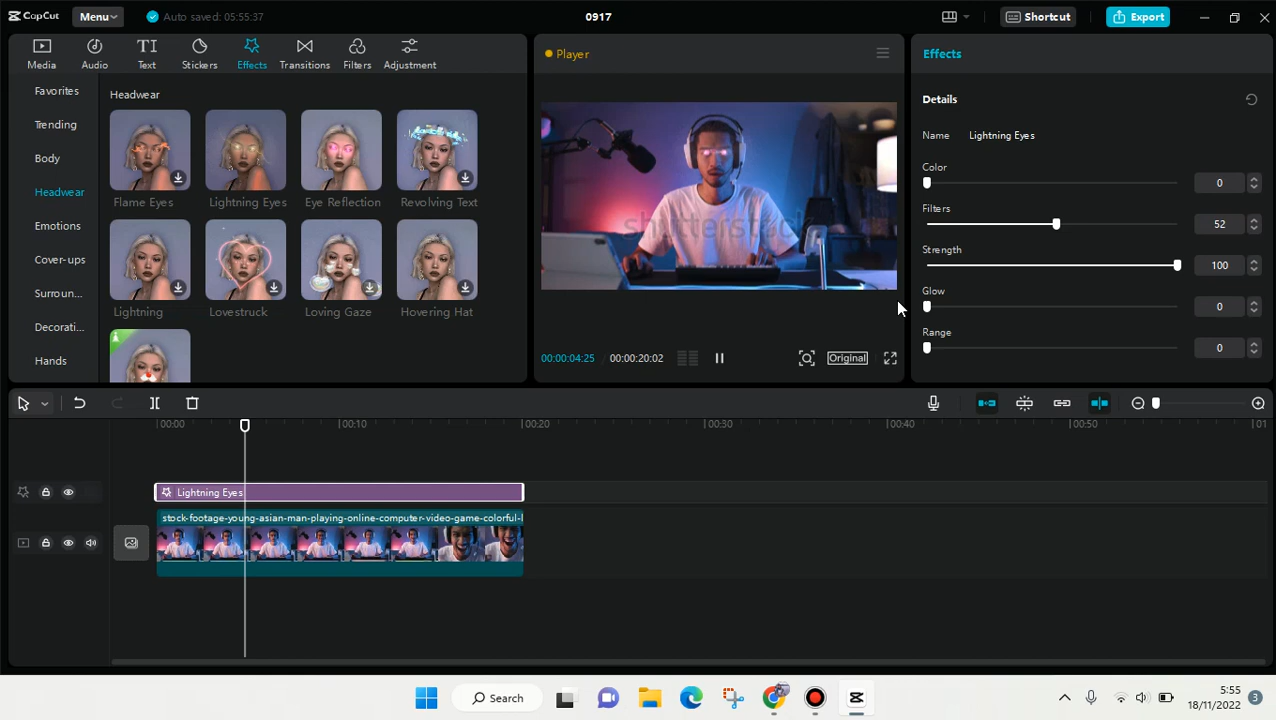 CapCut
Menu
Auto saved: 05:55:37
0917
Shortcut
Export
Media
Audio
TI
Text
Stickers
Effects
Transitions
Filters
Adjustment
Favorites
Trending
Body
Headwear
Emotions
Cover-ups
Surroun...
Decorati...
Hands
Headwear
Flame Eyes
Lightning Eyes
Eye Reflection
Revolving Text
Lightning
Lovestruck
Loving Gaze
Hovering Hat
Player
shutterstock
00:00:04:25
00:00:20:02
Original
Effects
Details
Name
Lightning Eyes
Color
0
Filters
52
Strength
100
Glow
0
Range
0
00:00
00:10
00:20
00:30
00:40
00:50
Lightning Eyes
stock-footage-young-asian-man-playing-online-computer-video-game-colorful-l
Search
5:55
18/11/2022
3